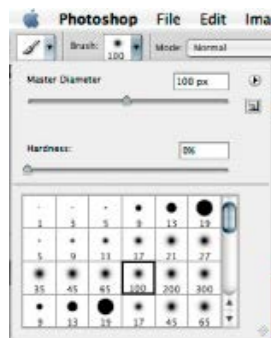 Photoshop File Edit Ima
Brush: 100 Mode: Normal
Master Diameter 100 px
Hardness: 0%
1 3 5 9 13 19
5 9 13 17 21 27
35 45 65 100 200 300
9 13 19 17 45 65